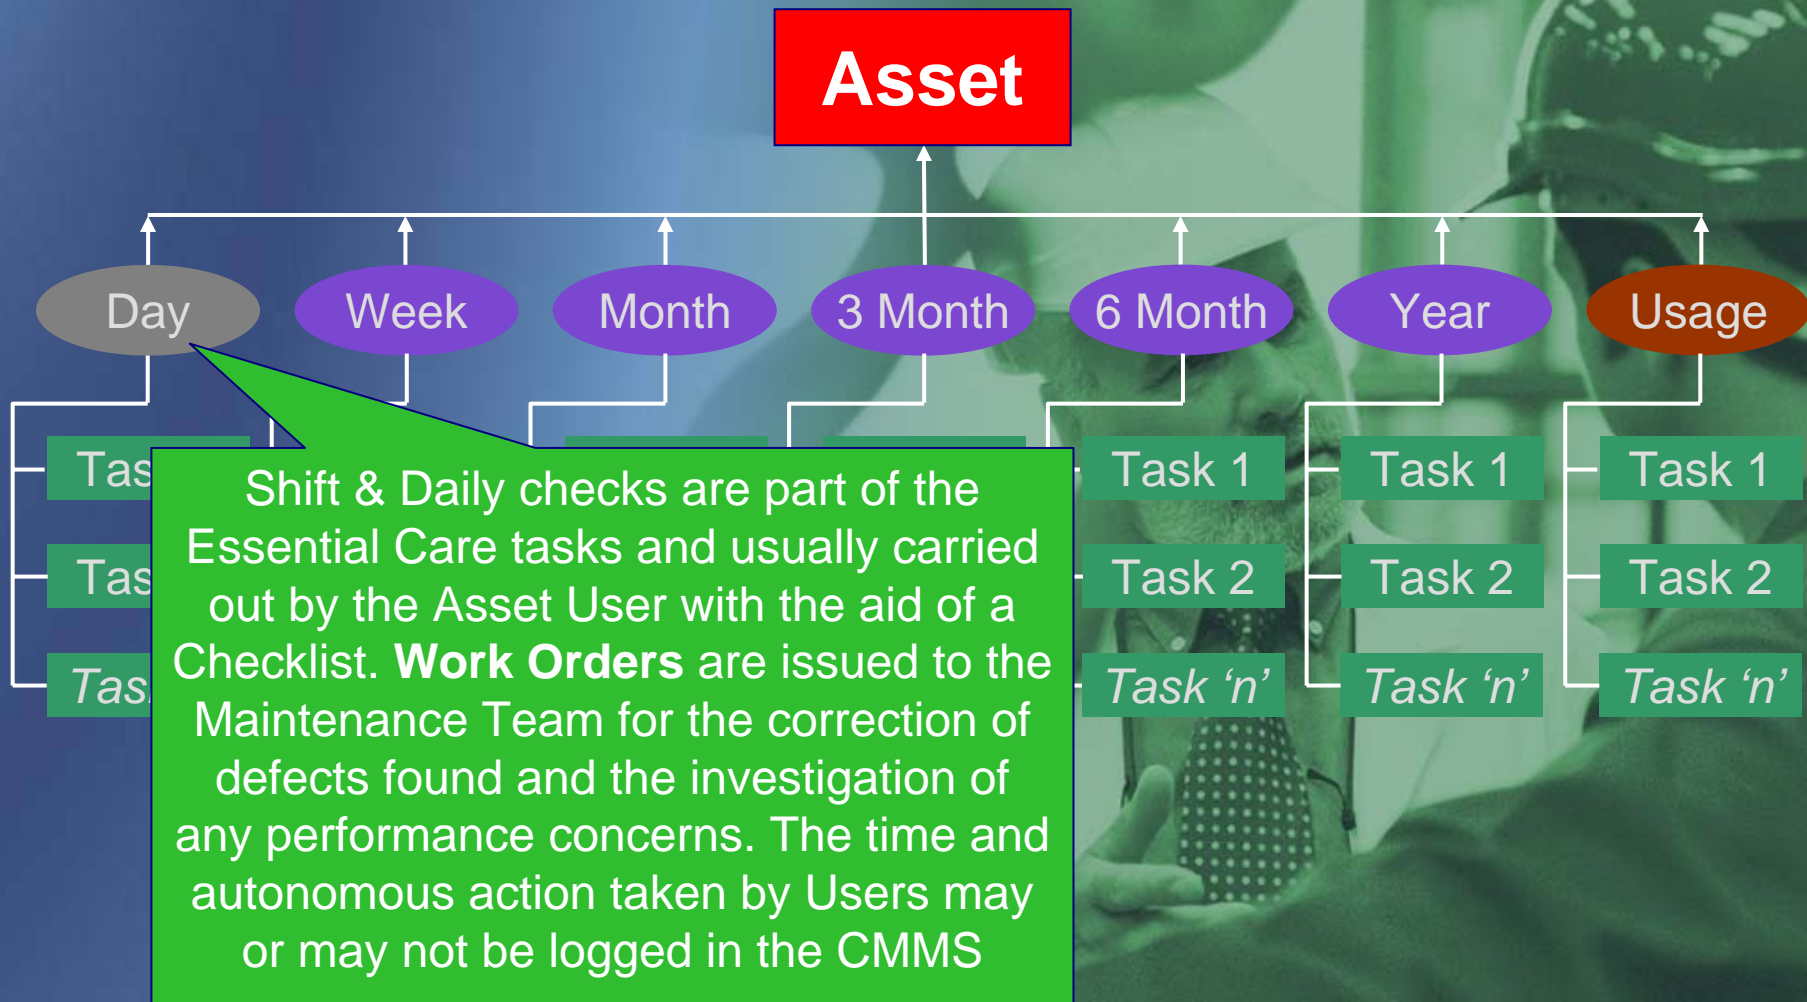 Asset
Day
Week
Month
3 Month
6 Month
Year
Usage
Task 1
Task 1
Task 1
Task 2
Task 2
Task 2
Task ‘n’
Task ‘n’
Task ‘n’
Shift & Daily checks are part of the
Essential Care tasks and usually carried
out by the Asset User with the aid of a
Checklist. Work Orders are issued to the
Maintenance Team for the correction of
defects found and the investigation of
any performance concerns. The time and
autonomous action taken by Users may
or may not be logged in the CMMS